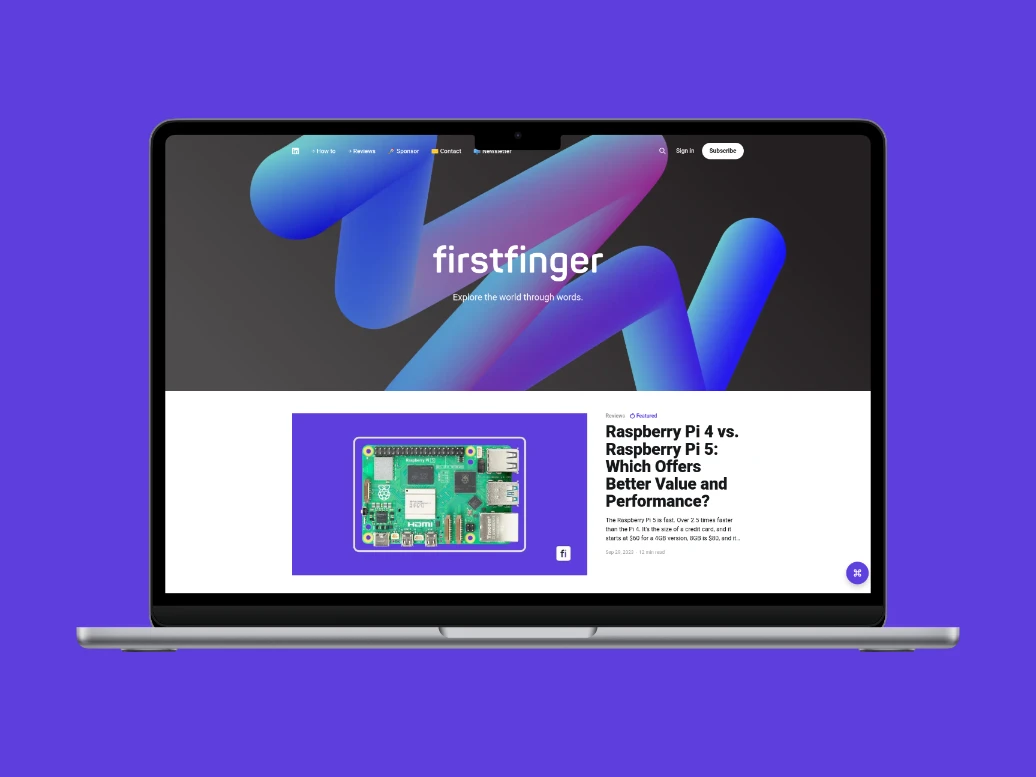 How to
Reviews
Sponsor
Contact
Newsletter
Sign in
Subscribe
firstfinger
Explore the world through words.
Raspberry Pi
HDMI
fi
Reviews
Featured
Raspberry Pi 4 vs.
Raspberry Pi 5:
Which Offers
Better Value and
Performance?
The Raspberry Pi 5 is fast. Over 2.5 times faster
than the Pi 4. It's the size of a credit card, and it
starts at $60 for a 4GB version, 8GB is $80, and it...
2023 · 12 min read